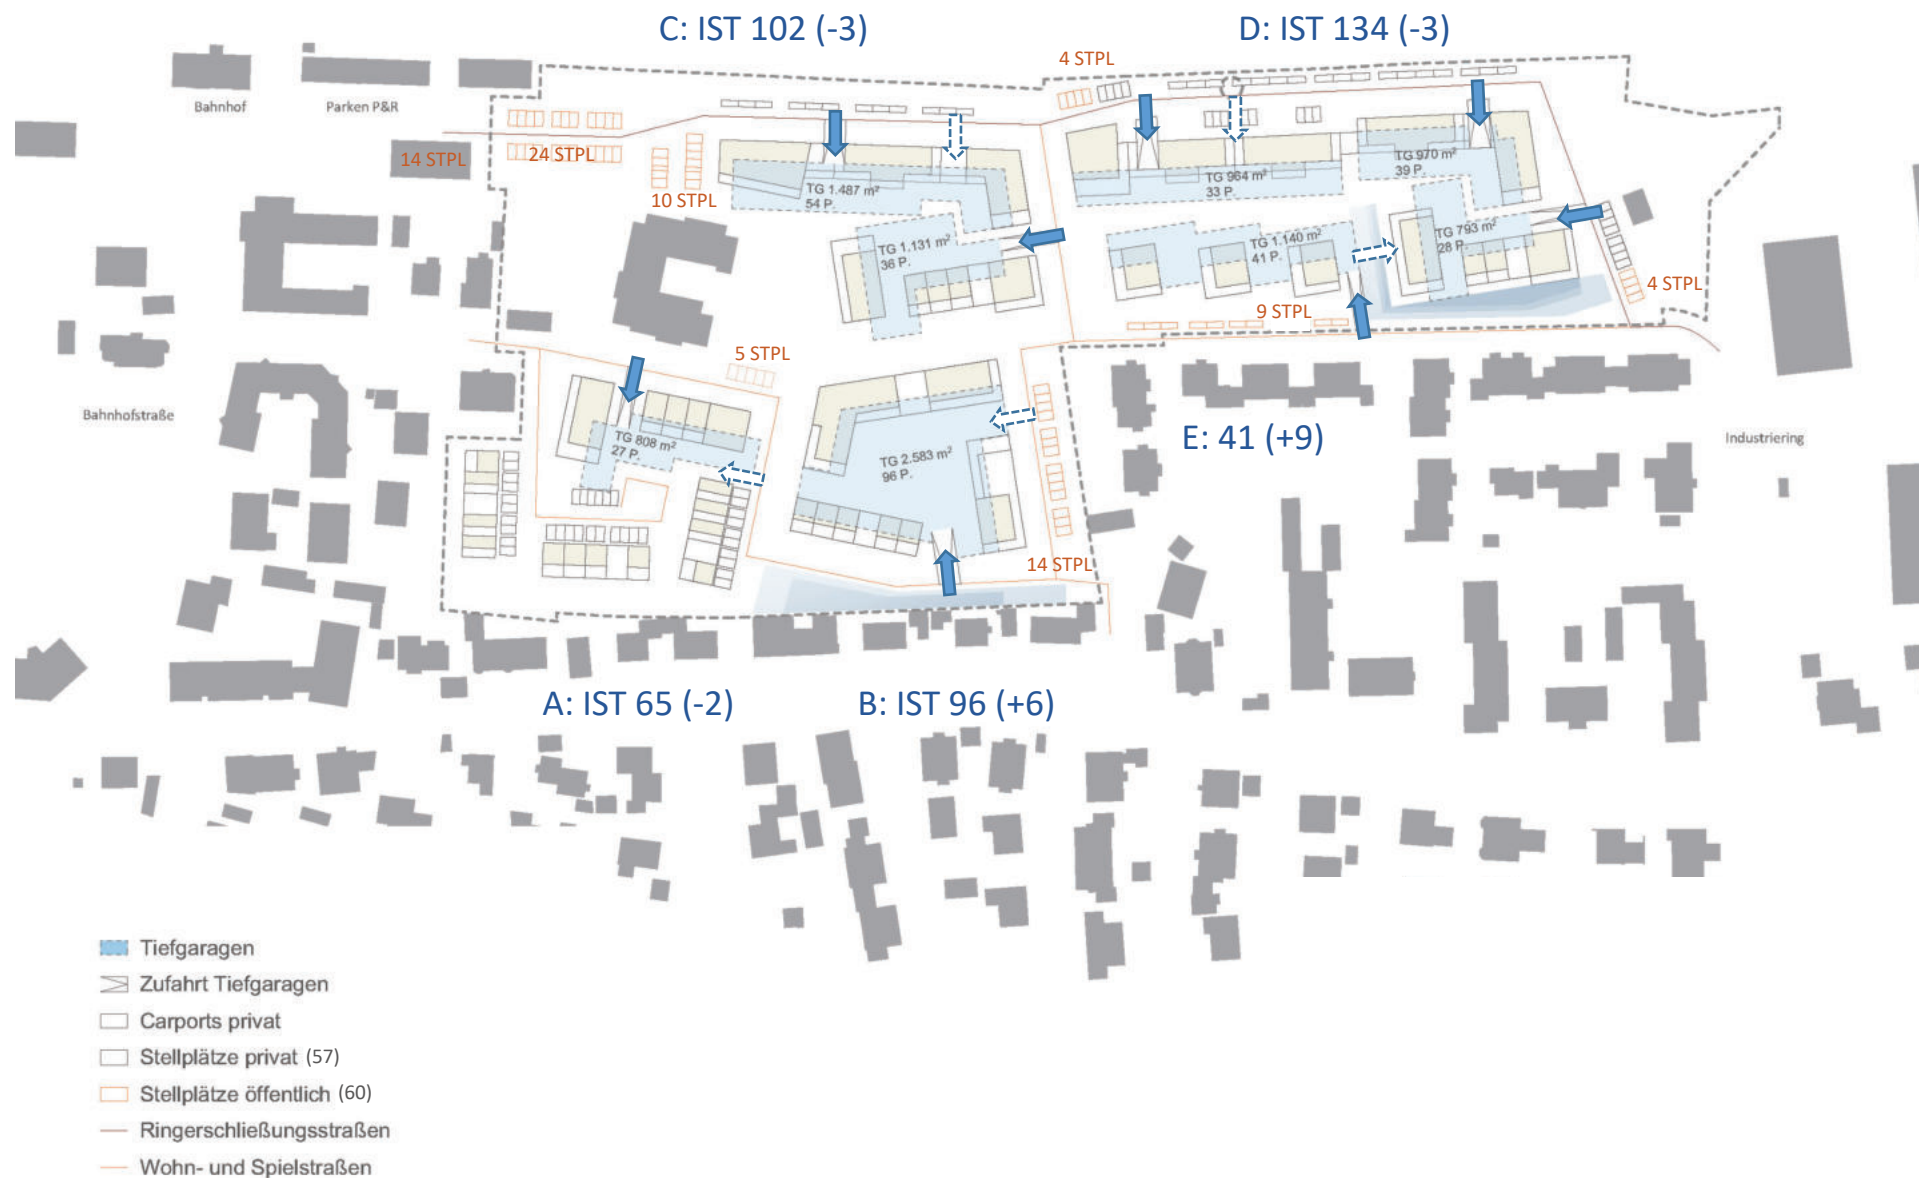 C: IST 102 (-3)
D: IST 134 (-3)
4 STPL
Bahnhof
Parken P&R
14 STPL
24 STPL
10 STPL
TG 1.487 m²
54 P.
TG 964 m²
33 P.
TG 970 m²
39 P.
TG 1.131 m²
36 P.
TG 1.140 m²
41 P.
TG 793 m²
28 P.
4 STPL
9 STPL
5 STPL
Bahnhofstraße
TG 808 m²
27 P.
TG 2.583 m²
96 P.
E: 41 (+9)
Industriering
14 STPL
A: IST 65 (-2)
B: IST 96 (+6)
Tiefgaragen
Zufahrt Tiefgaragen
Carports privat
Stellplätze privat (57)
Stellplätze öffentlich (60)
Ringerschließungsstraßen
Wohn- und Spielstraßen